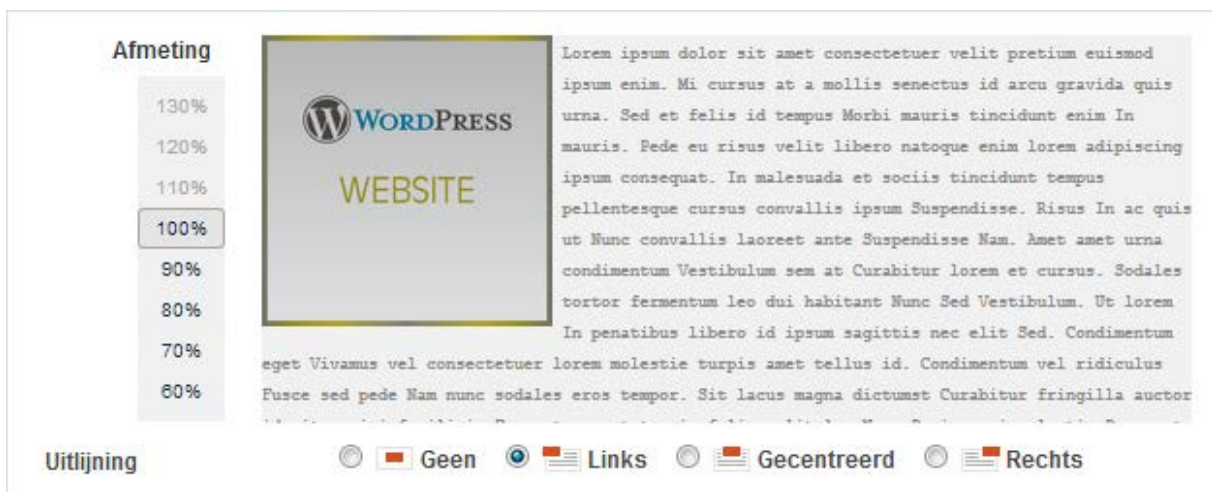 Afmeting
130%
120%
110%
100%
90%
80%
70%
60%
WORDPRESS
WEBSITE
Lorem ipsum dolor sit amet consectetuer velit pretium euismod
ipsum enim. Mi cursus at a mollis senectus id arcu gravida quis
urna. Sed et felis id tempus Morbi mauris tincidunt enim In
mauris. Pede eu risus velit libero natoque enim lorem adipiscing
ipsum consequat. In malesuada et sociis tincidunt tempus
pellentesque cursus convallis ipsum Suspendisse. Risus In ac quis
ut Nunc convallis laoreet ante Suspendisse Nam. Amet amet urna
condimentum Vestibulum sem at Curabitur lorem et cursus. Sodales
tortor fermentum leo dui habitant Nunc Sed Vestibulum. Ut lorem
In penatibus libero id ipsum sagittis nec elit Sed. Condimentum
eget Vivamus vel consectetuer lorem molestie turpis amet tellus id. Condimentum vel ridiculus
Fusce sed pede Nam nunc sodales eros tempor. Sit lacus magna dictumst Curabitur fringilla auctor
Uitlijning
Geen
Links
Gecentreerd
Rechts